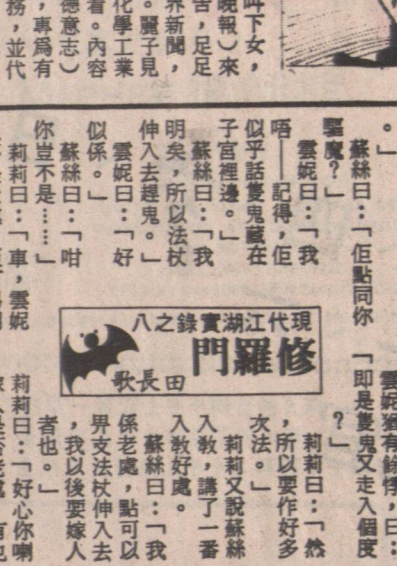 叫下女，
晚報）來
告，足足
界新聞，
。麗子見
化學工業
看。內容
德意志）
，專爲有
務，並代
。」
蘇絲曰：「佢點同你
驅魔？」
雲妮曰：「我
唔——記得，佢
似乎話隻鬼藏在
子宮裡邊。」
蘇絲曰：「我
明矣，所以法杖
伸入去趕鬼。」
雲妮曰：「好
似係。」
蘇絲曰：「咁
你豈不是……」
莉莉曰：「車，雲妮
現代江湖實錄之八
修羅門
田長歌
雲妮猶有餘悸，曰：
「即是隻鬼又走入個度
？」
莉莉曰：「然
，所以要作好多
次法。」
莉莉又說蘇絲
入敎，講了一番
入敎好處。
蘇絲曰：「我
係老處，點可以
畀支法杖伸入去
，我以後要嫁人
者也。」
莉莉曰：「好心你喇